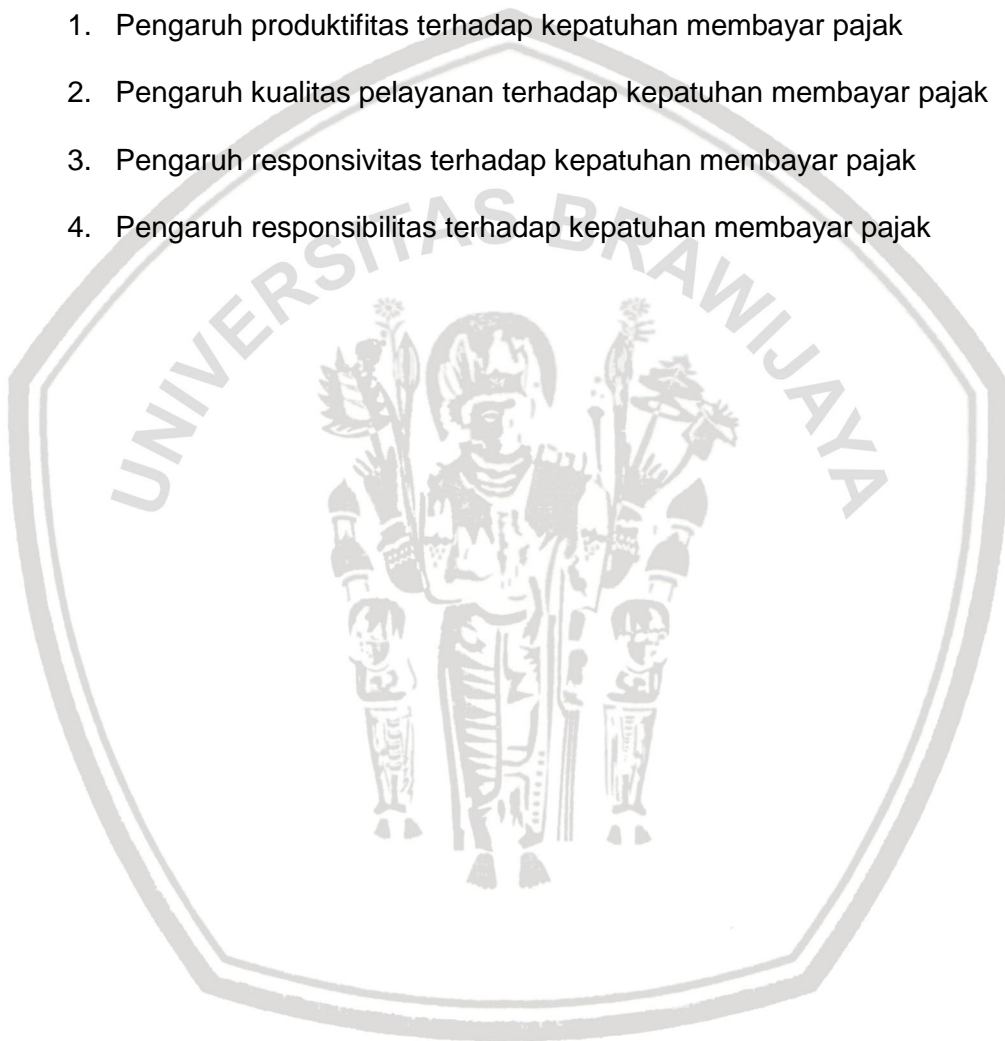 1. Pengaruh produktifitas terhadap kepatuhan membayar pajak
2. Pengaruh kualitas pelayanan terhadap kepatuhan membayar pajak
3. Pengaruh responsivitas terhadap kepatuhan membayar pajak
4. Pengaruh responsibilitas terhadap kepatuhan membayar pajak
UNIVERSITAS BRAWIJAYA